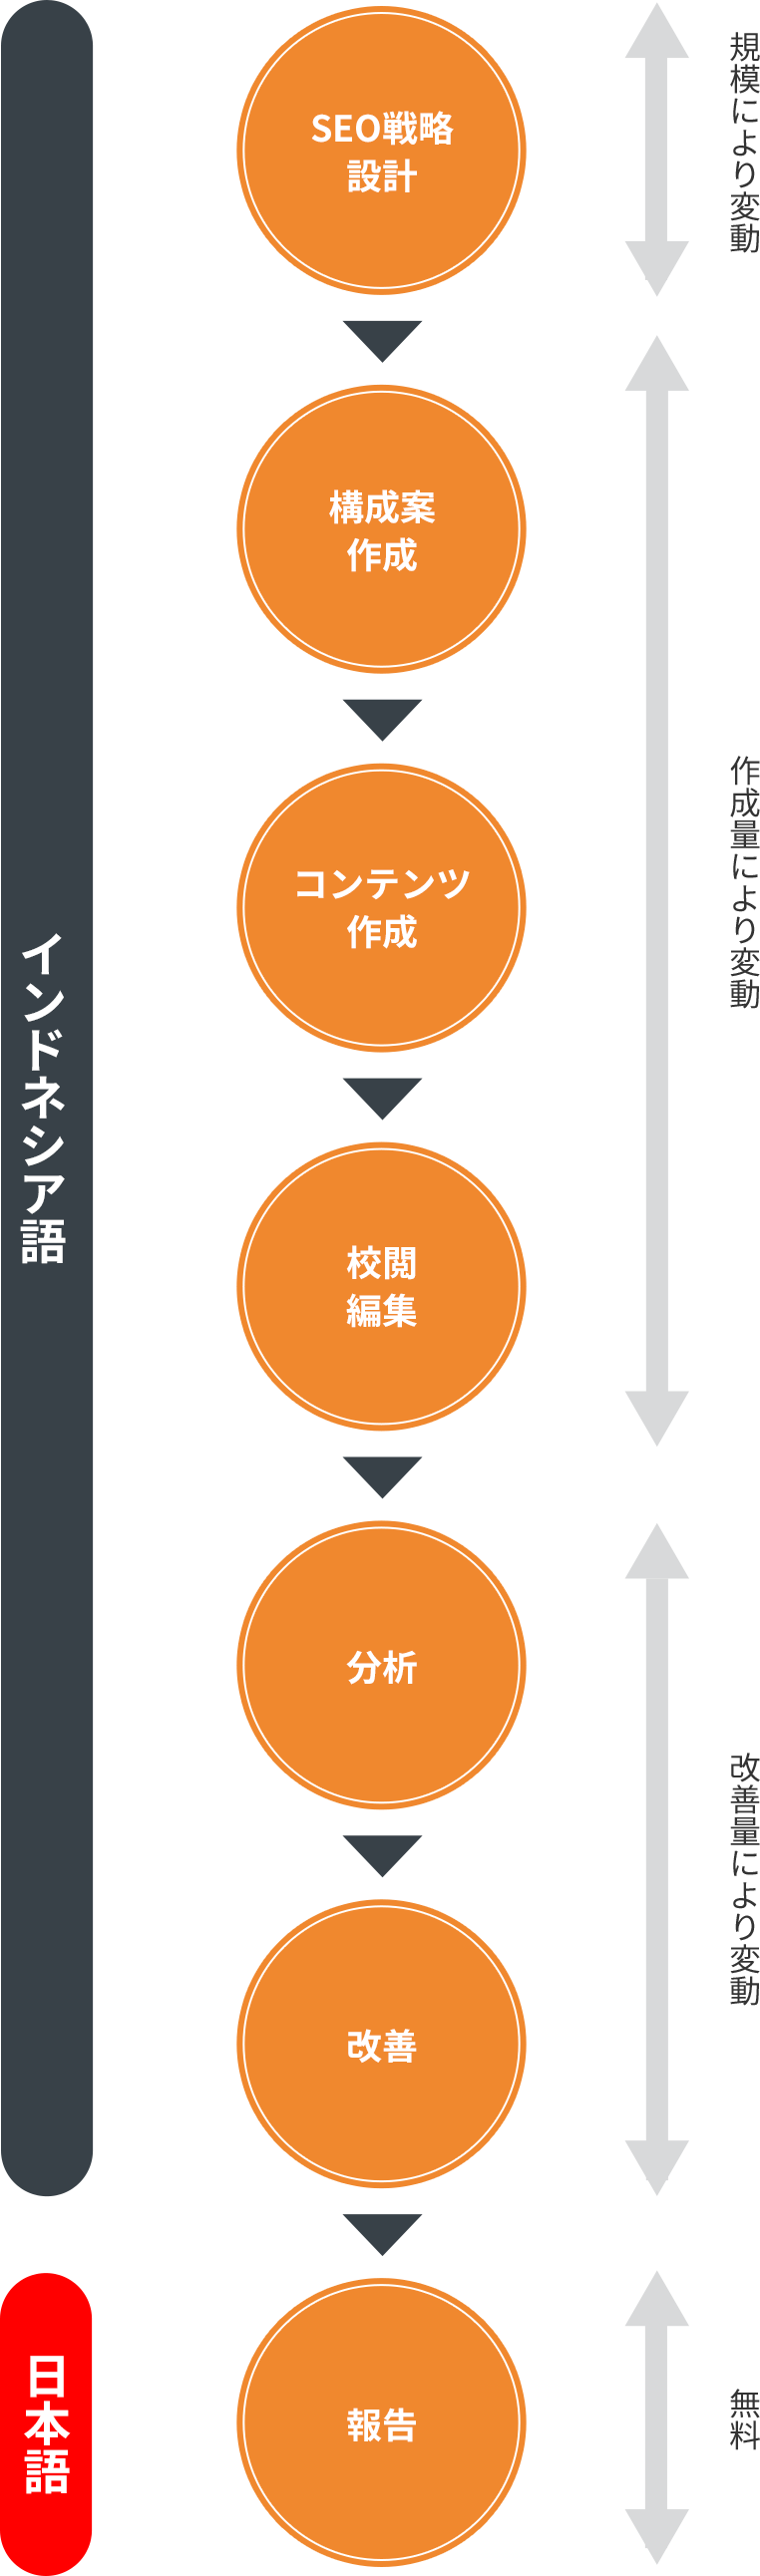 SEO戦略
設計
規模により変動
構成案
作成
コンテンツ
作成
作成量により変動
インドネシア語
校閲
編集
分析
改善量により変動
改善
日本語
報告
無料